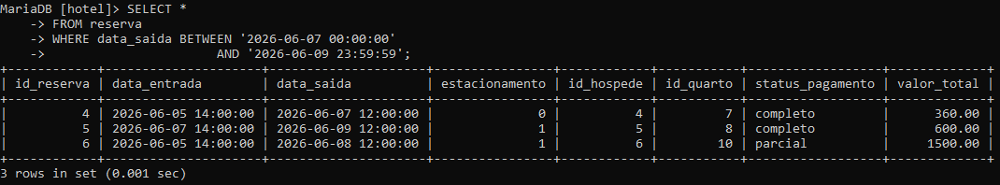 MariaDB [hotel]> SELECT *
    -> FROM reserva
    -> WHERE data_saida BETWEEN '2026-06-07 00:00:00'
    ->                       AND '2026-06-09 23:59:59';
+------------+---------------------+---------------------+----------------+------------+-----------+------------------+-------------+
| id_reserva | data_entrada        | data_saida          | estacionamento | id_hospede | id_quarto | status_pagamento | valor_total |
+------------+---------------------+---------------------+----------------+------------+-----------+------------------+-------------+
|          4 | 2026-06-05 14:00:00 | 2026-06-07 12:00:00 |              0 |          4 |         7 | completo         |      360.00 |
|          5 | 2026-06-07 14:00:00 | 2026-06-09 12:00:00 |              1 |          5 |         8 | completo         |      600.00 |
|          6 | 2026-06-05 14:00:00 | 2026-06-08 12:00:00 |              1 |          6 |        10 | parcial          |     1500.00 |
+------------+---------------------+---------------------+----------------+------------+-----------+------------------+-------------+
3 rows in set (0.001 sec)